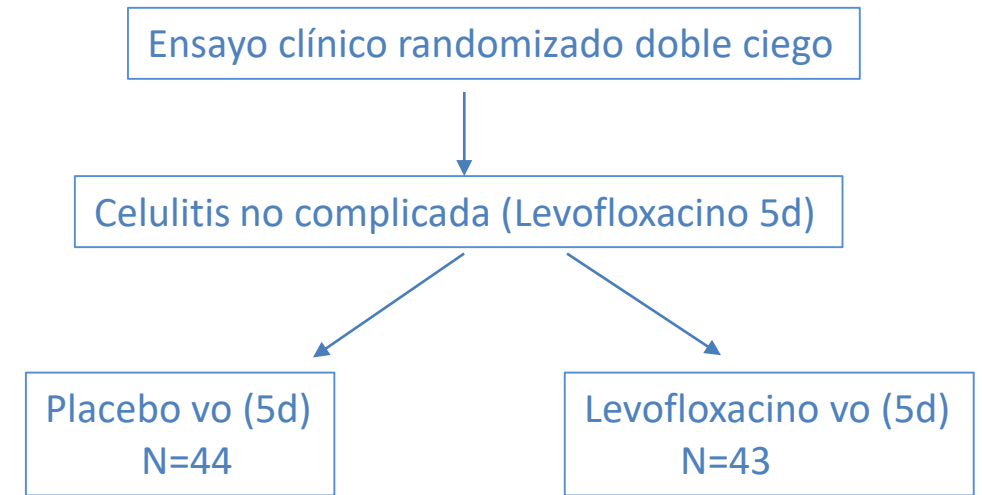 Ensayo clínico randomizado doble ciego
Celulitis no complicada (Levofloxacino 5d)
Placebo vo (5d)
N=44
Levofloxacino vo (5d)
N=43